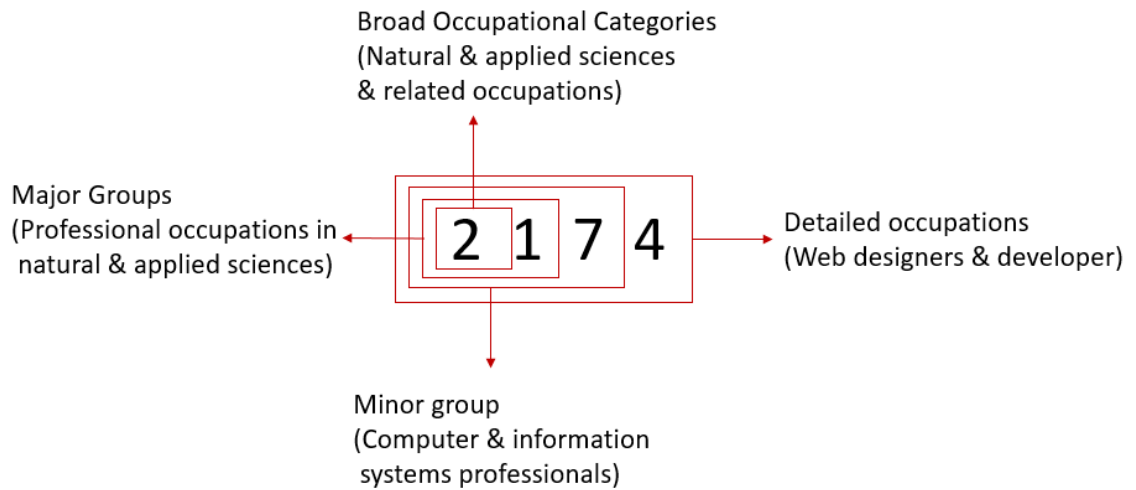 Broad Occupational Categories
(Natural & applied sciences
& related occupations)
Major Groups
(Professional occupations in
natural & applied sciences)
2 1 7 4
Detailed occupations
(Web designers & developer)
Minor group
(Computer & information
systems professionals)